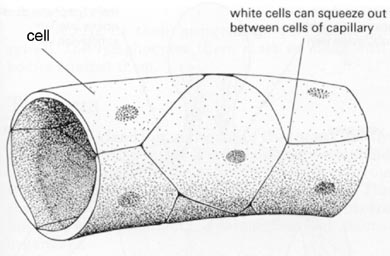 white cells can squeeze out
between cells of capillary
cell